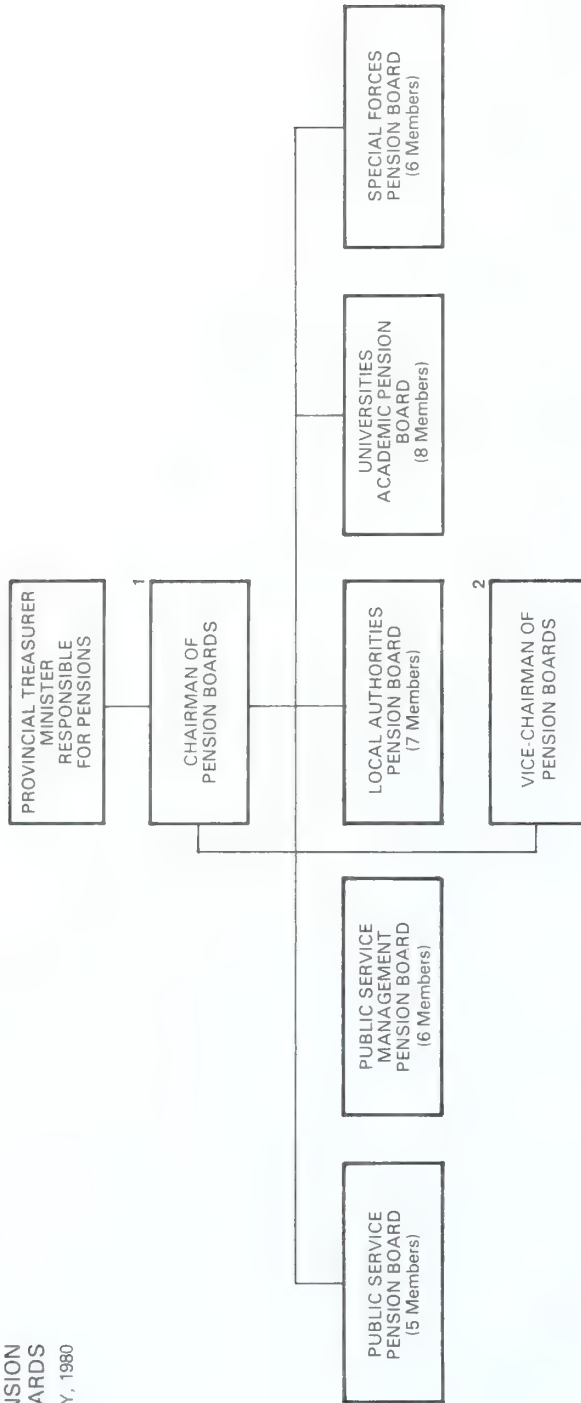 NSION
ARDS
Y, 1980
PROVINCIAL TREASURER
MINISTER
RESPONSIBLE
FOR PENSIONS
1
CHAIRMAN OF
PENSION BOARDS
PUBLIC SERVICE
PENSION BOARD
(5 Members)
PUBLIC SERVICE
MANAGEMENT
PENSION BOARD
(6 Members)
LOCAL AUTHORITIES
PENSION BOARD
(7 Members)
UNIVERSITIES
ACADEMIC PENSION
BOARD
(8 Members)
SPECIAL FORCES
PENSION BOARD
(6 Members)
2
VICE-CHAIRMAN OF
PENSION BOARDS